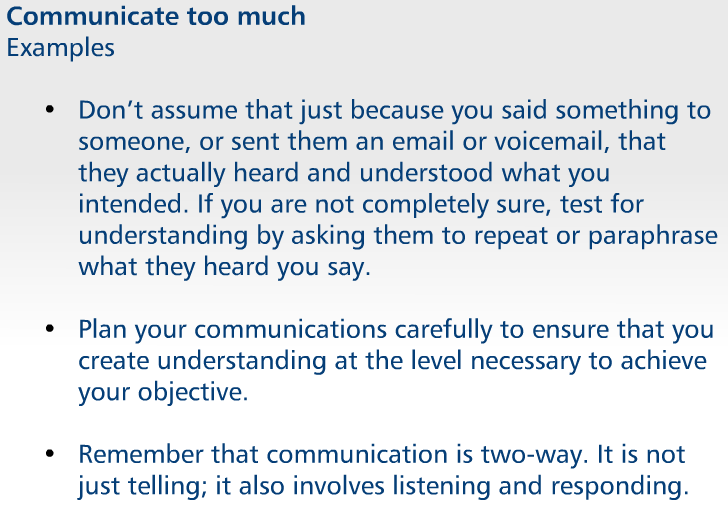 Communicate too much
Examples
• Don’t assume that just because you said something to
someone, or sent them an email or voicemail, that
they actually heard and understood what you
intended. If you are not completely sure, test for
understanding by asking them to repeat or paraphrase
what they heard you say.
• Plan your communications carefully to ensure that you
create understanding at the level necessary to achieve
your objective.
• Remember that communication is two-way. It is not
just telling; it also involves listening and responding.